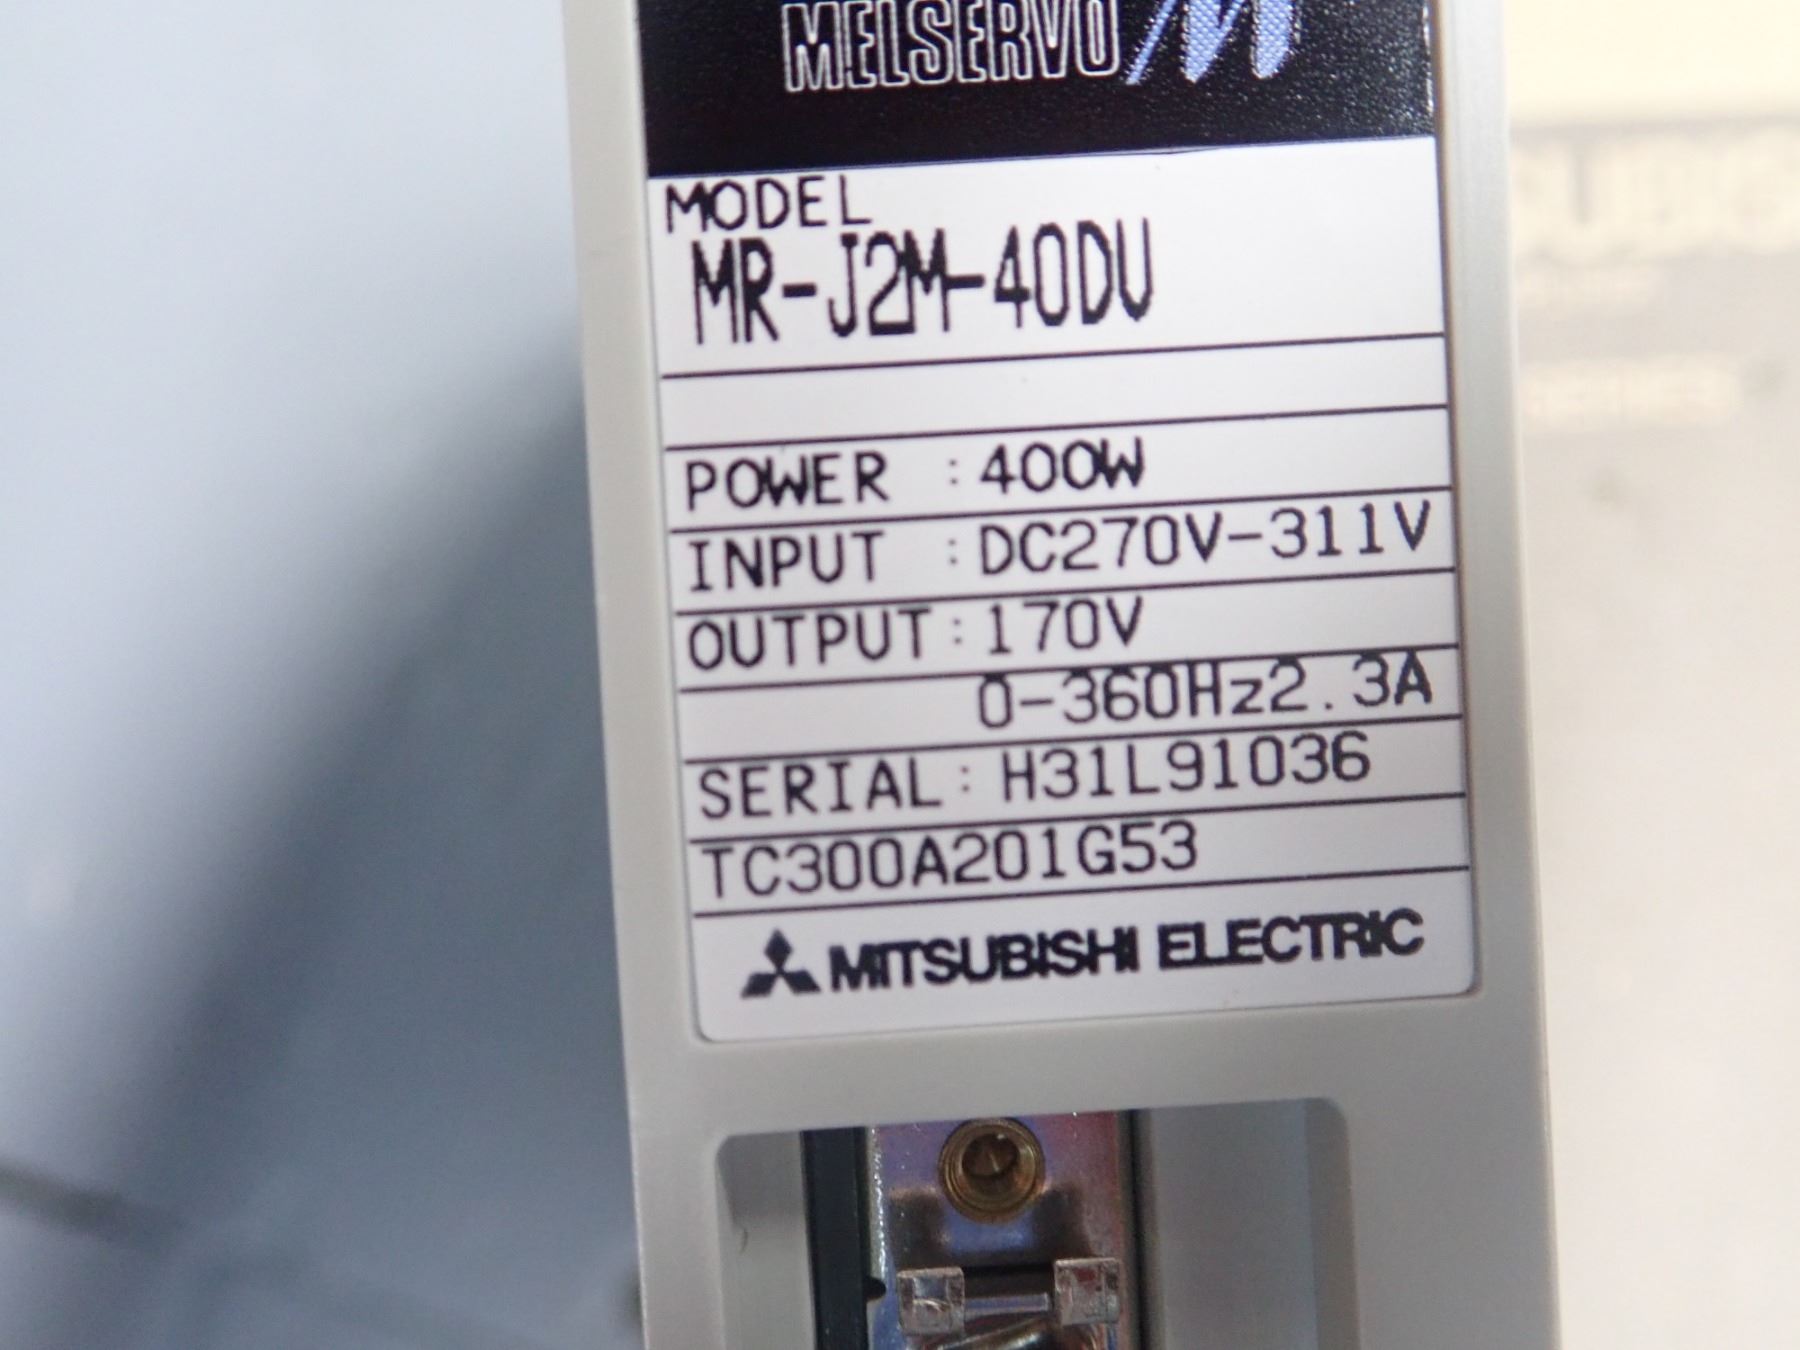 MELSERVO
MODEL
MR-J2M-40DU
POWER : 400W
INPUT : DC270V-311V
OUTPUT : 170V
0-360Hz2.3A
SERIAL : H31L91036
TC300A201G53
MITSUBISHI ELECTRIC